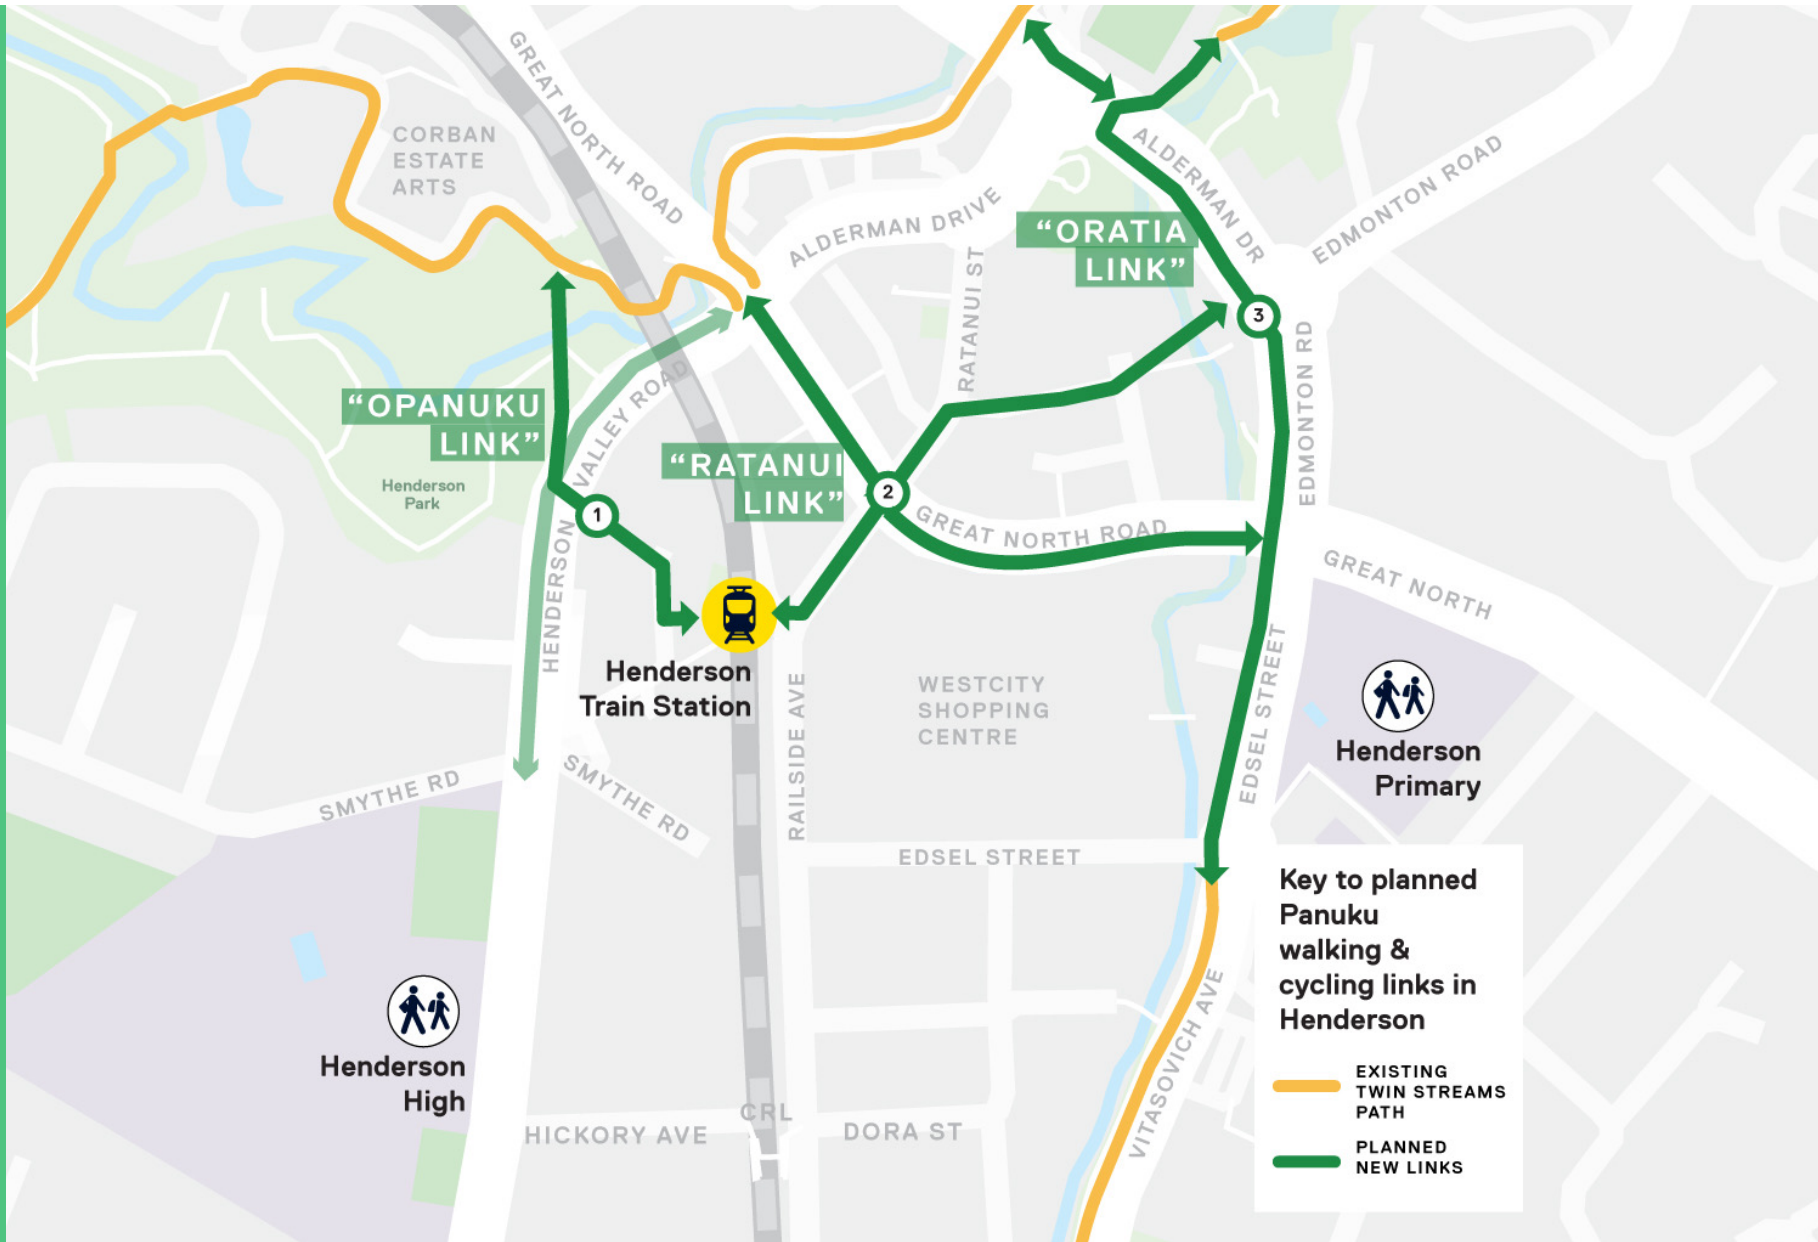 GREAT NORTH ROAD
CORBAN
ESTATE
ARTS
ALDERMAN DRIVE
ALDERMAN DR
EDMONTON ROAD
“ORATIA
LINK”
RATANUI ST
3
EDMONTON RD
“OPANUKU
LINK”
HENDERSON VALLEY ROAD
Henderson
Park
1
“RATANUI
LINK”
2
GREAT NORTH ROAD
GREAT NORTH
Henderson
Train Station
RAILSIDE AVE
WESTCITY
SHOPPING
CENTRE
EDSEL STREET
Henderson
Primary
SMYTHE RD
SMYTHE RD
EDSEL STREET
Key to planned
Panuku
walking &
cycling links in
Henderson
EXISTING
TWIN STREAMS
PATH
PLANNED
NEW LINKS
VITASOVICH AVE
Henderson
High
CRL
HICKORY AVE
DORA ST